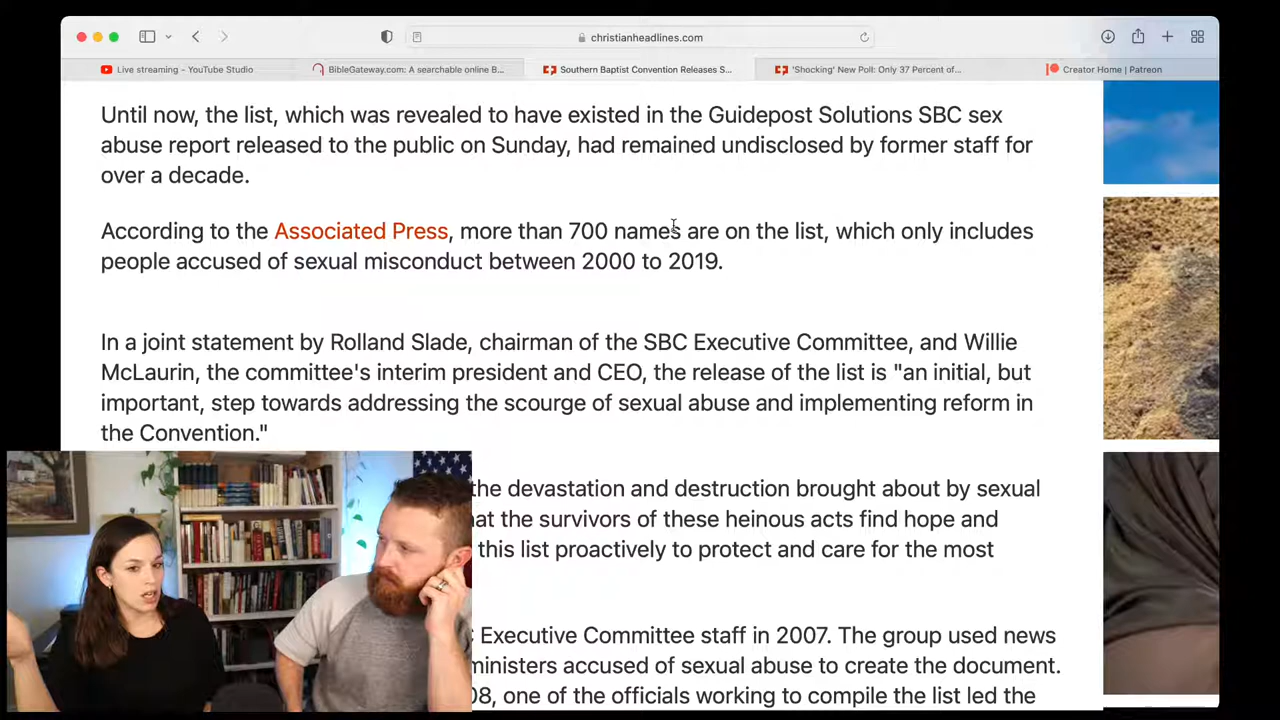 christianheadlines.com
Live streaming - YouTube Studio
BibleGateway.com: A searchable online B...
Southern Baptist Convention Releases S...
'Shocking' New Poll: Only 37 Percent of...
Creator Home | Patreon
Until now, the list, which was revealed to have existed in the Guidepost Solutions SBC sex
abuse report released to the public on Sunday, had remained undisclosed by former staff for
over a decade.
According to the Associated Press, more than 700 names are on the list, which only includes
people accused of sexual misconduct between 2000 to 2019.
In a joint statement by Rolland Slade, chairman of the SBC Executive Committee, and Willie
McLaurin, the committee's interim president and CEO, the release of the list is "an initial, but
important, step towards addressing the scourge of sexual abuse and implementing reform in
the Convention."
the devastation and destruction brought about by sexual
the survivors of these heinous acts find hope and
this list proactively to protect and care for the most
Executive Committee staff in 2007. The group used news
ministers accused of sexual abuse to create the document.
one of the officials working to compile the list led the